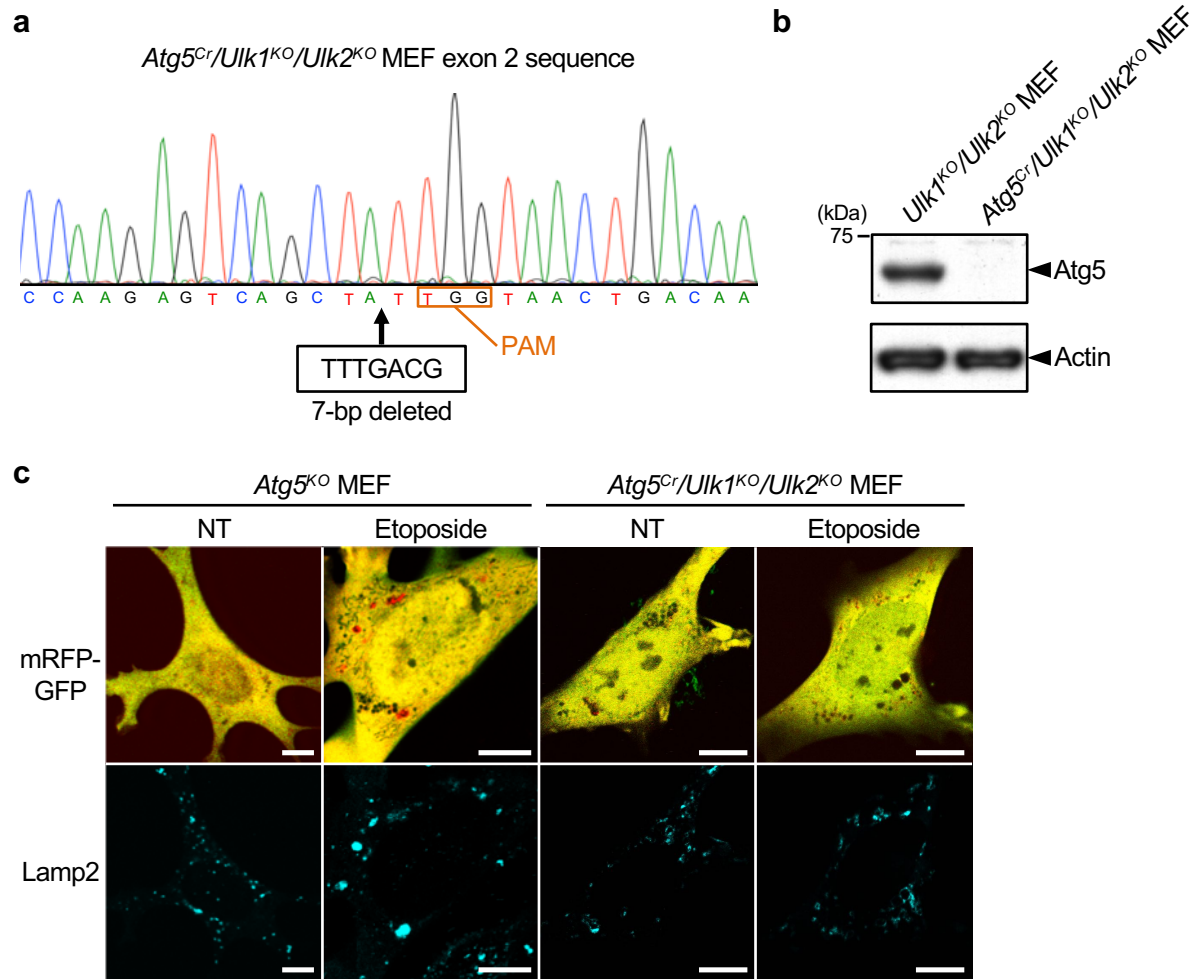 a
Atg5Cr/Ulk1KO/Ulk2KO MEF exon 2 sequence
C C A A G A G T C A G C T A T T G G T A A C T G A C A A
PAM
TTTGACG
7-bp deleted
b
Ulk1KO/Ulk2KO MEF
Atg5Cr/Ulk1KO/Ulk2KO MEF
(kDa)
75
Atg5
Actin
c
Atg5KO MEF
Atg5Cr/Ulk1KO/Ulk2KO MEF
NT
Etoposide
NT
Etoposide
mRFP-
GFP
Lamp2